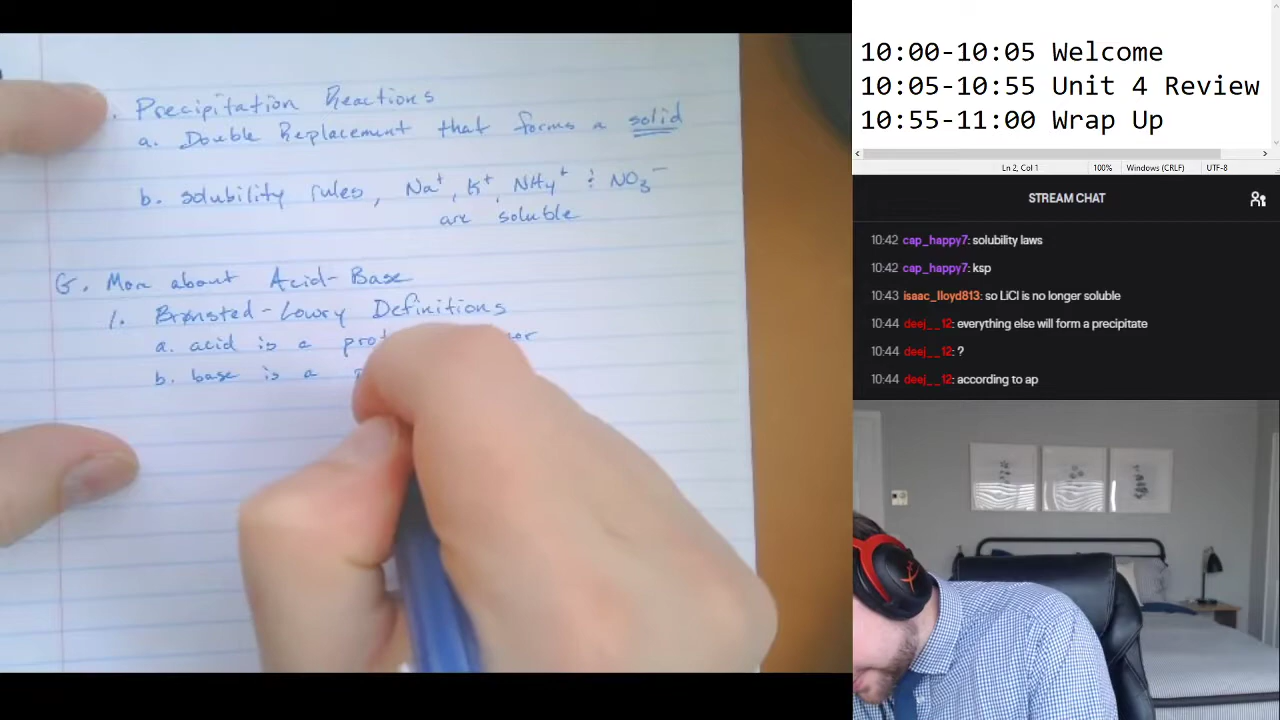 Precipitation Reactions
a. Double Replacement that forms a solid
b. solubility rules, Na⁺, K⁺, NH₄⁺ & NO₃⁻
are soluble
G. More about Acid-Base
1. Brønsted-Lowry Definitions
a. acid is a
b. base is a
10:00-10:05 Welcome
10:05-10:55 Unit 4 Review
10:55-11:00 Wrap Up
Ln 2, Col 1 100% Windows (CRLF) UTF-8
STREAM CHAT
10:42 cap_happy7: solubility laws
10:42 cap_happy7: ksp
10:43 isaac_lloyd813: so LiCl is no longer soluble
10:44 deej__12: everything else will form a precipitate
10:44 deej__12: ?
10:44 deej__12: according to ap